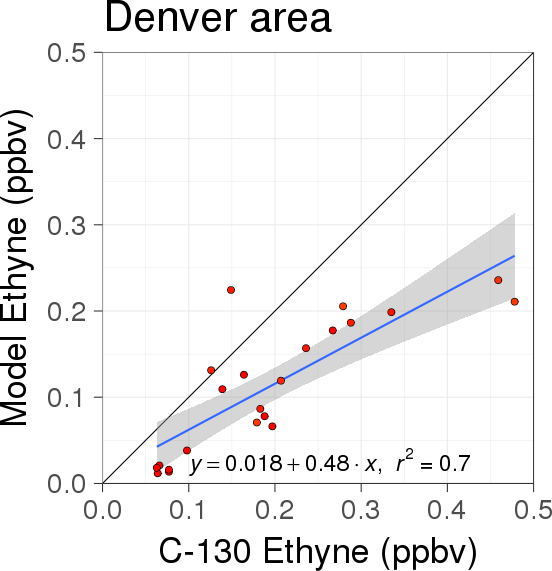 Denver area
Model Ethyne (ppbv)
0.5
0.4
0.3
0.2
0.1
0.0
y = 0.018 + 0.48 · x, r² = 0.7
0.0 0.1 0.2 0.3 0.4 0.5
C-130 Ethyne (ppbv)